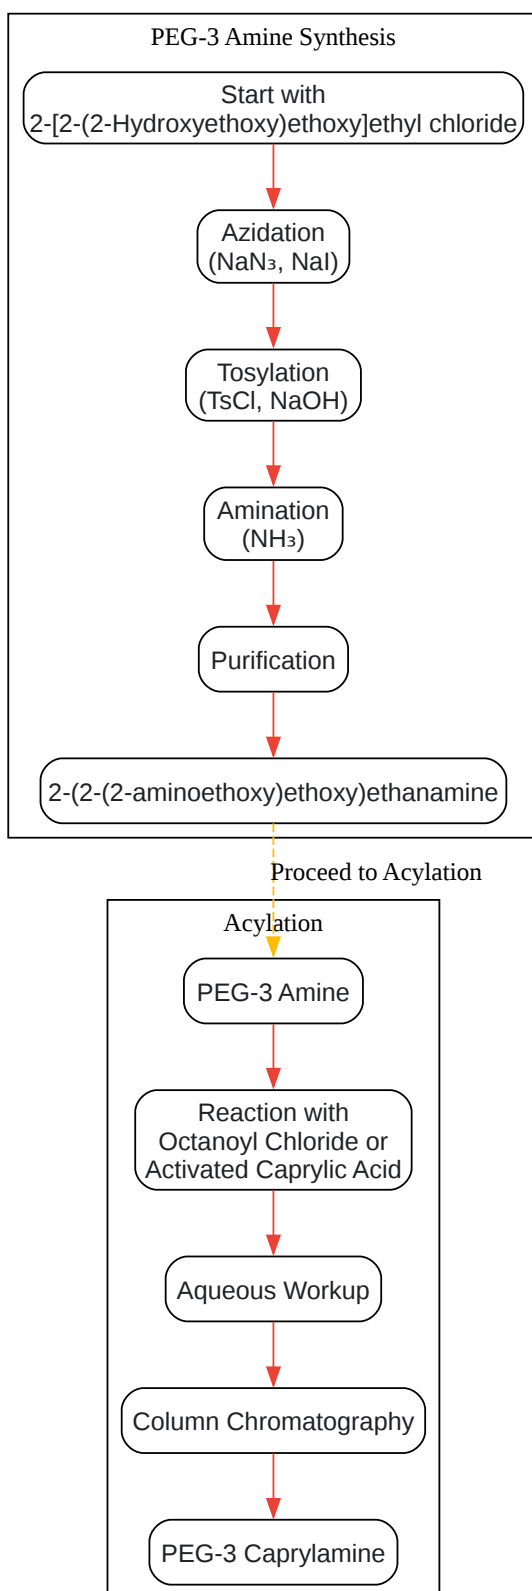 PEG-3 Amine Synthesis
Start with
2-[2-(2-Hydroxyethoxy)ethoxy]ethyl chloride
Azidation
(NaN₃, NaI)
Tosylation
(TsCl, NaOH)
Amination
(NH₃)
Purification
2-(2-(2-aminoethoxy)ethoxy)ethanamine
Proceed to Acylation
Acylation
PEG-3 Amine
Reaction with
Octanoyl Chloride or
Activated Caprylic Acid
Aqueous Workup
Column Chromatography
PEG-3 Caprylamine